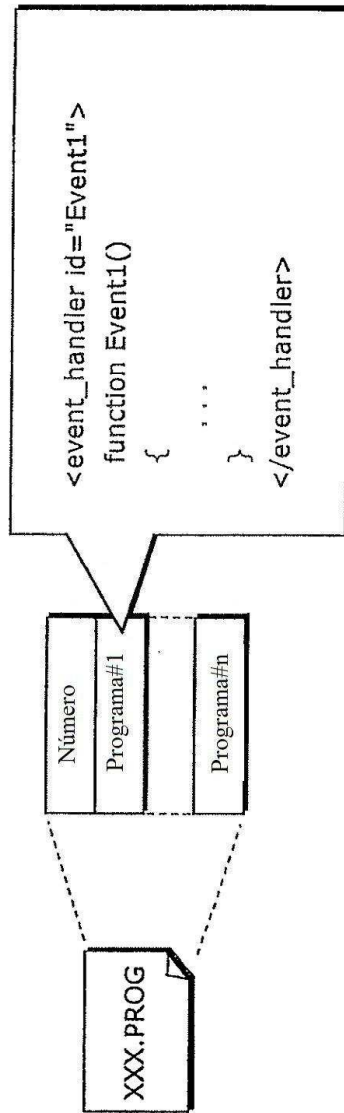 XXX.PROG
Número
Programa#1
Programa#n
<event_handler id="Event1">
function Event1()
{
...
}
</event_handler>